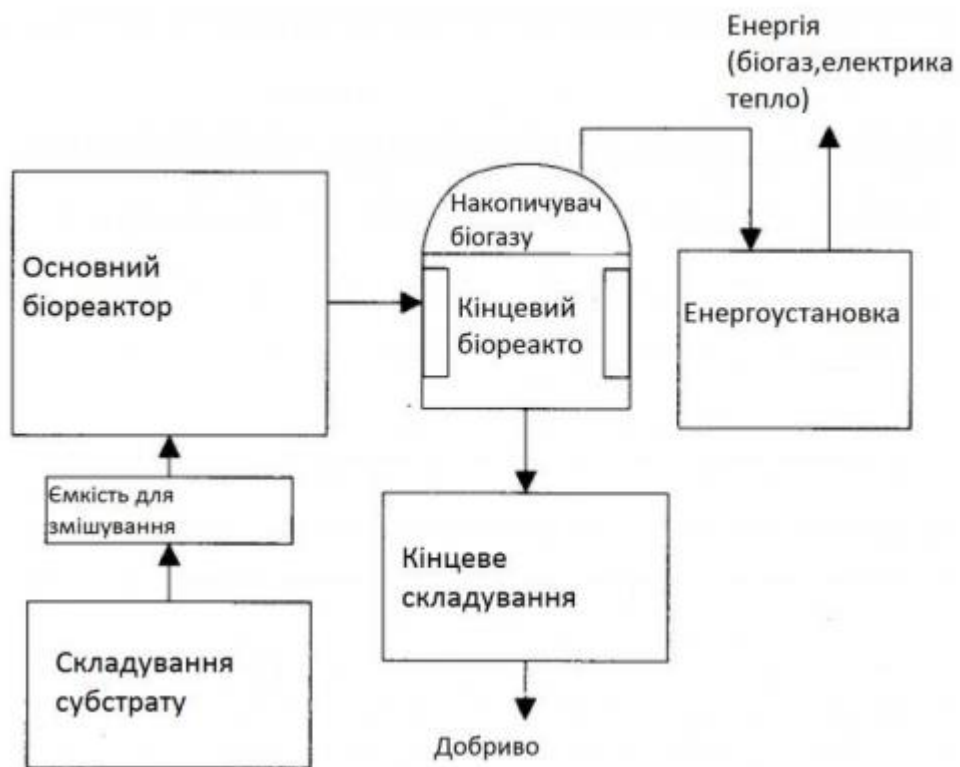 Енергія
(біогаз,електрика
тепло)
Накопичувач
біогазу
Основний
біореактор
Кінцевий
біореакто
Енергоустановка
Ємкість для
змішування
Кінцеве
складування
Складування
субстрату
Добриво